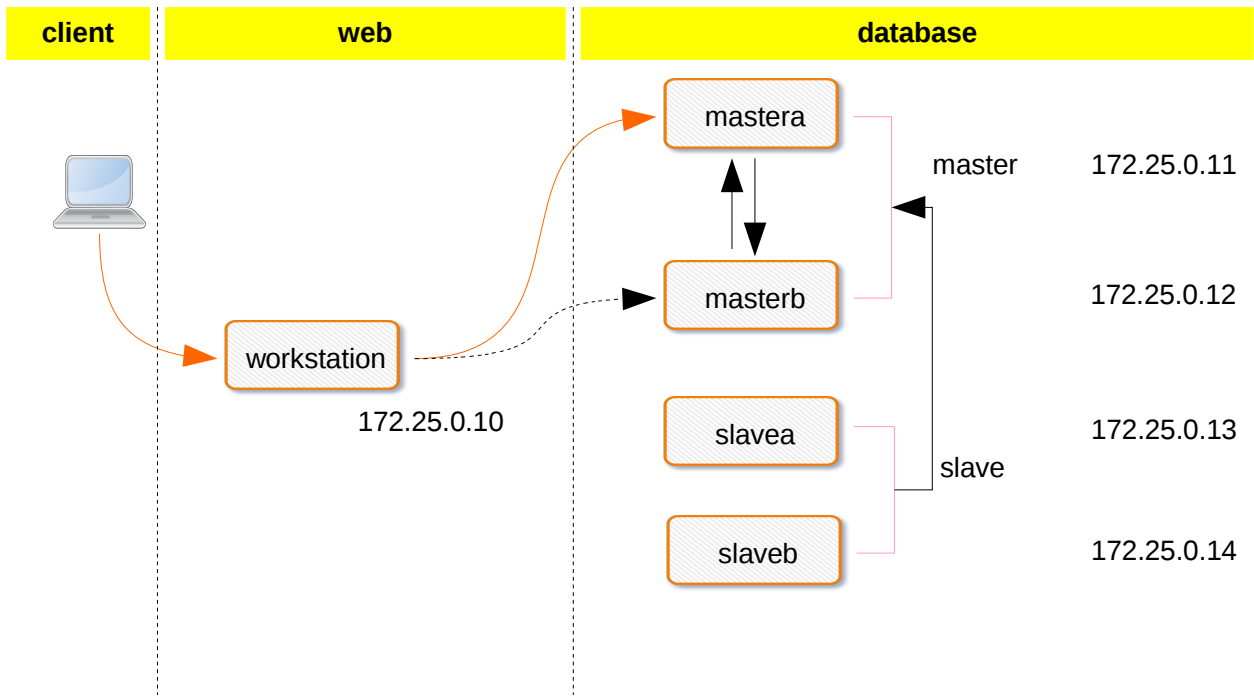 client
web
database
mastera
master
172.25.0.11
masterb
172.25.0.12
workstation
172.25.0.10
slavea
172.25.0.13
slave
slaveb
172.25.0.14